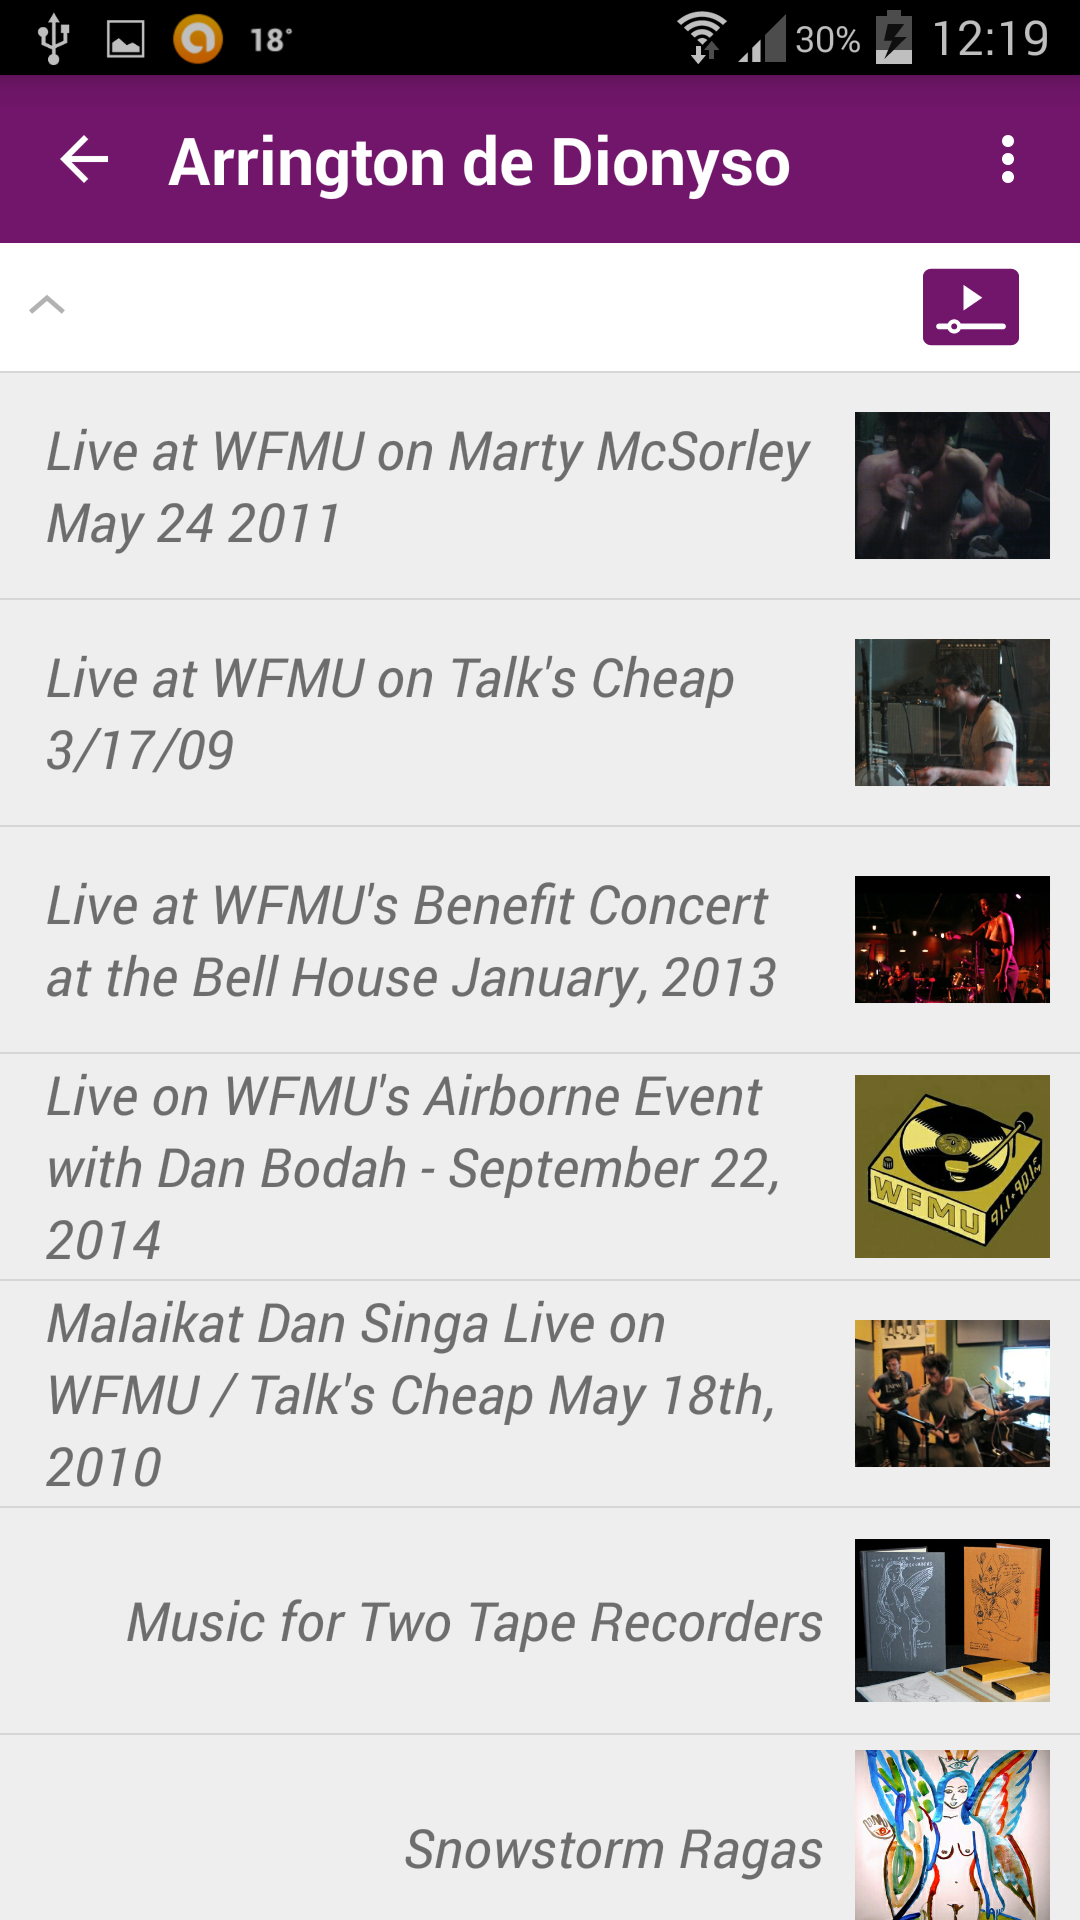 18°
30%
12:19
Arrington de Dionyso
Live at WFMU on Marty McSorley
May 24 2011
Live at WFMU on Talk's Cheap
3/17/09
Live at WFMU's Benefit Concert
at the Bell House January, 2013
Live on WFMU's Airborne Event
with Dan Bodah - September 22,
2014
WFMU
91.1+90.1FM
Malaikat Dan Singa Live on
WFMU / Talk's Cheap May 18th,
2010
Music for Two Tape Recorders
Snowstorm Ragas